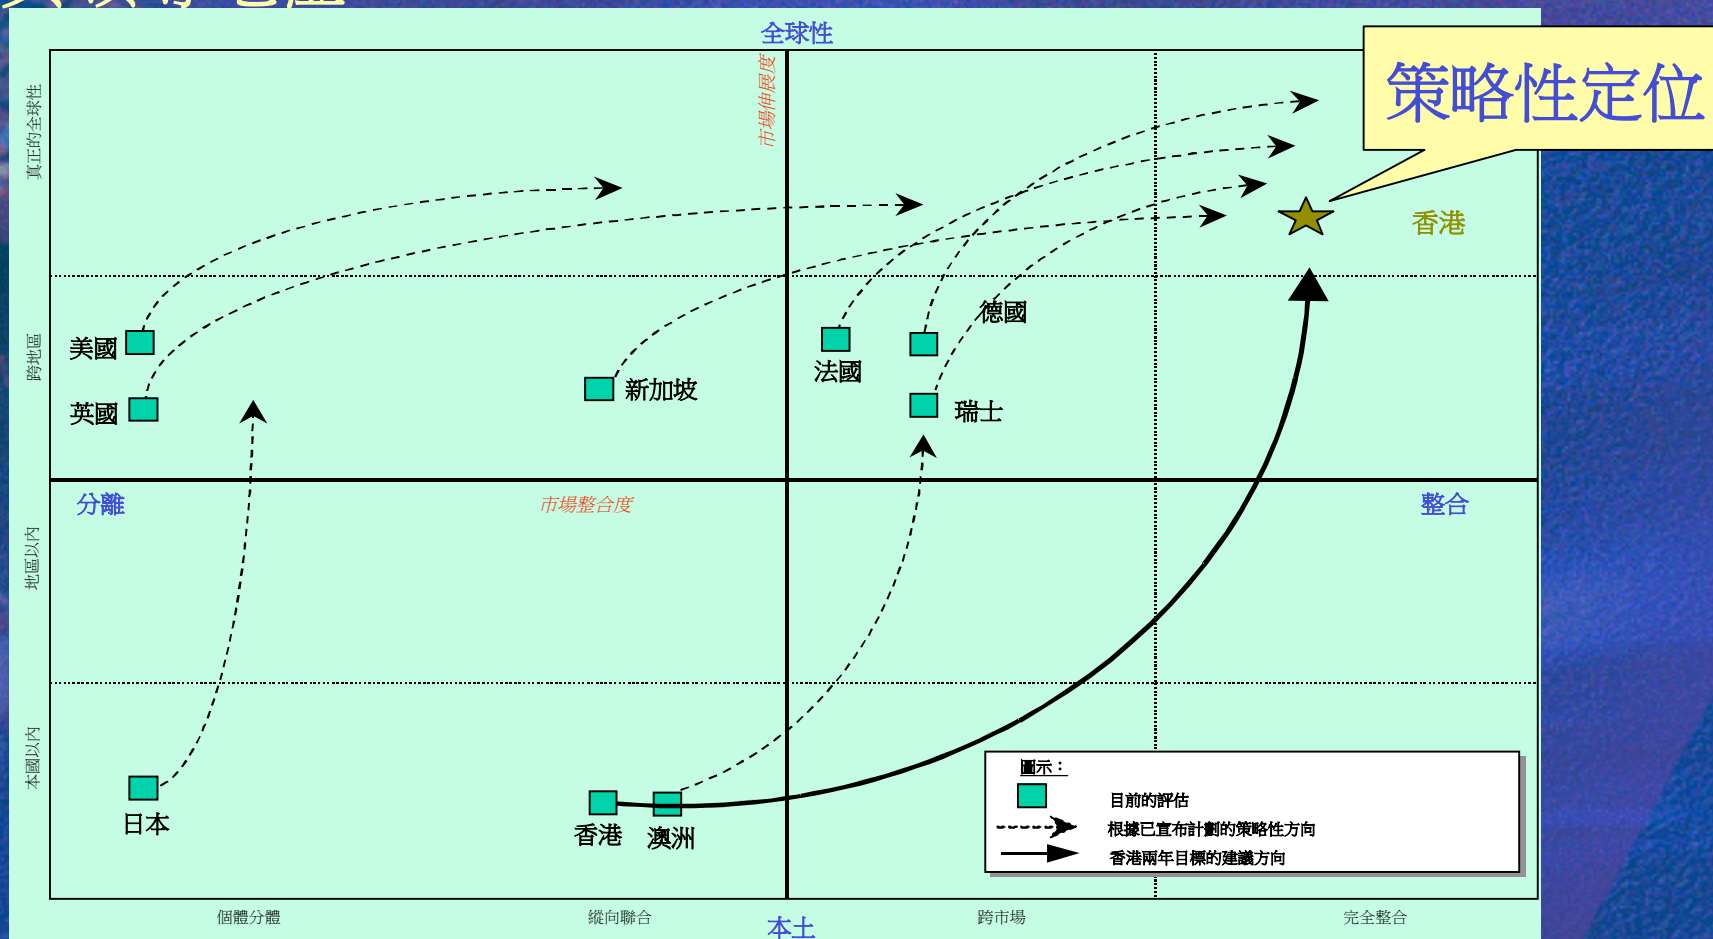 全球性
市場伸展度
策略性定位
真正的全球性
香港
德國
美國
法國
跨地區
新加坡
英國
瑞士
分離
市場整合度
整合
地區以內
本國以內
圖示：
目前的評估
根據已宣布計劃的策略性方向
香港兩年目標的建議方向
日本
香港
澳洲
個體分體
縱向聯合
本土
跨市場
完全整合